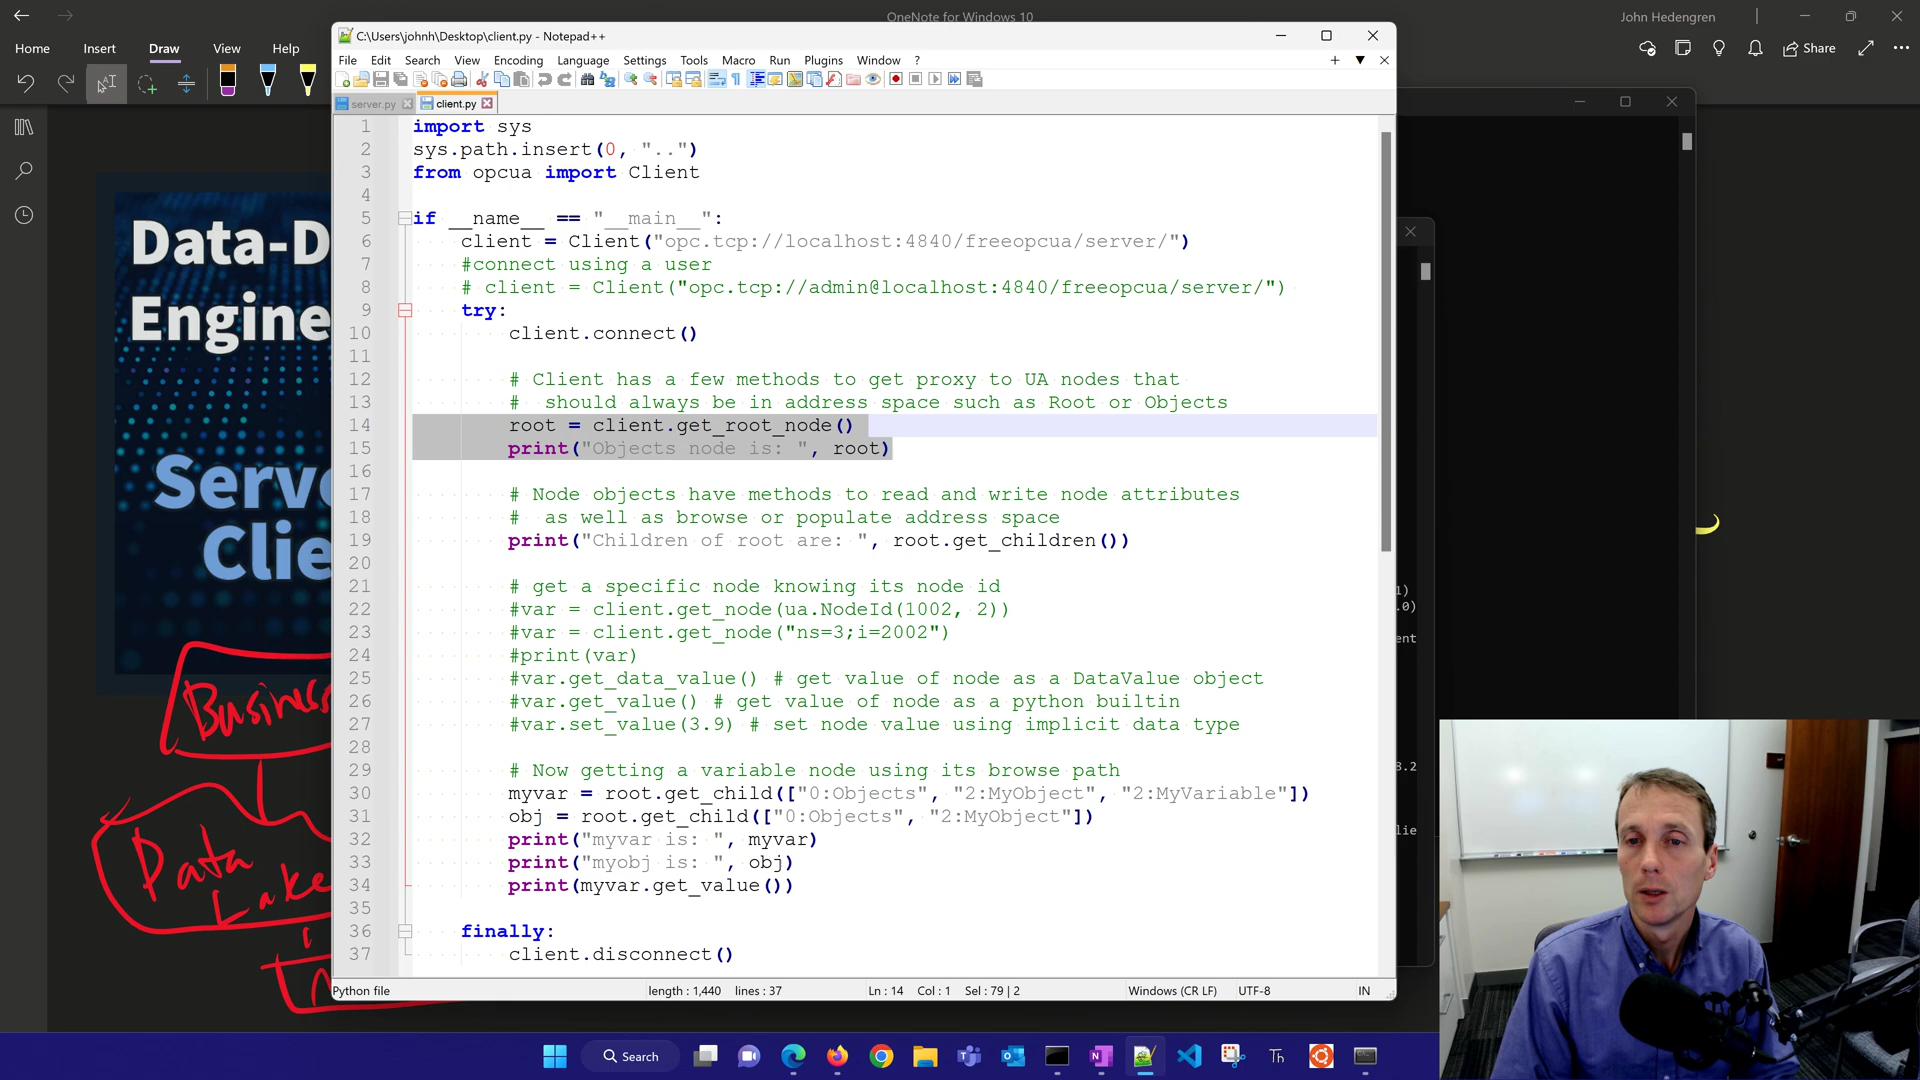 OneNote for Windows 10
John Hedengren
Home Insert Draw View Help
Share
C:\Users\johnh\Desktop\client.py - Notepad++
File Edit Search View Encoding Language Settings Tools Macro Run Plugins Window ?
server.py client.py
1 import sys
2 sys.path.insert(0, "..")
3 from opcua import Client
4
5 if __name__ == "__main__":
6 client = Client("opc.tcp://localhost:4840/freeopcua/server/")
7 #connect using a user
8 # client = Client("opc.tcp://admin@localhost:4840/freeopcua/server/")
9 try:
10 client.connect()
11
12 # Client has a few methods to get proxy to UA nodes that
13 # should always be in address space such as Root or Objects
14 root = client.get_root_node()
15 print("Objects node is: ", root)
16
17 # Node objects have methods to read and write node attributes
18 # as well as browse or populate address space
19 print("Children of root are: ", root.get_children())
20
21 # get a specific node knowing its node id
22 #var = client.get_node(ua.NodeId(1002, 2))
23 #var = client.get_node("ns=3;i=2002")
24 #print(var)
25 #var.get_data_value() # get value of node as a DataValue object
26 #var.get_value() # get value of node as a python builtin
27 #var.set_value(3.9) # set node value using implicit data type
28
29 # Now getting a variable node using its browse path
30 myvar = root.get_child(["0:Objects", "2:MyObject", "2:MyVariable"])
31 obj = root.get_child(["0:Objects", "2:MyObject"])
32 print("myvar is: ", myvar)
33 print("myobj is: ", obj)
34 print(myvar.get_value())
35
36 finally:
37 client.disconnect()
Python file length : 1,440 lines : 37 Ln : 14 Col : 1 Sel : 79 | 2 Windows (CR LF) UTF-8 IN
Data-D
Engine
Serve
Clie
Business
Data
Lake
.0)
ent
3.2
lie
Search
Th